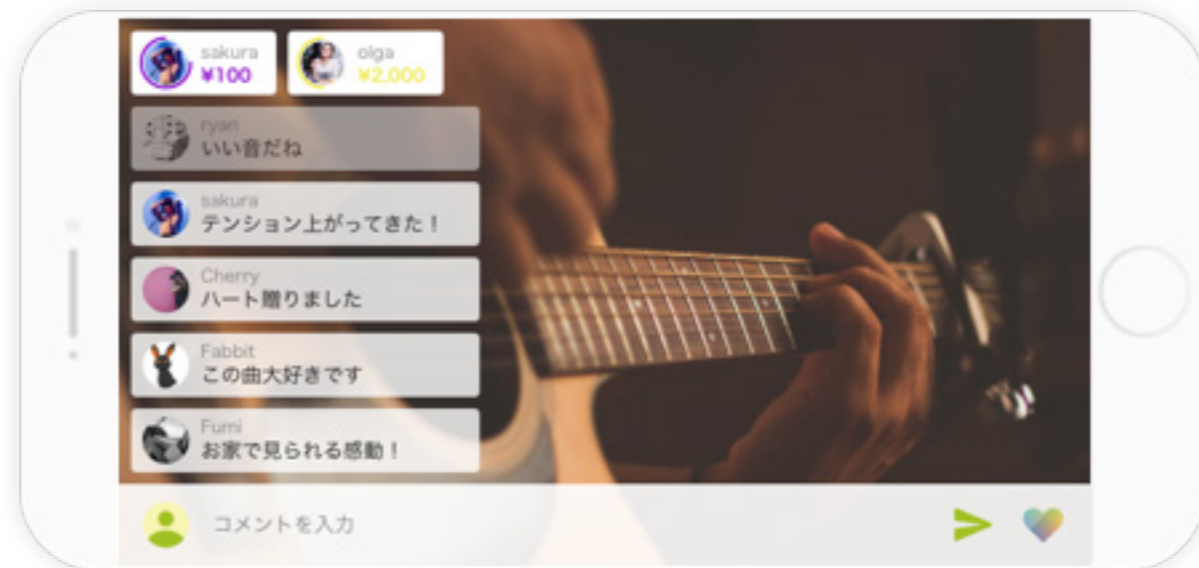 sakura
¥100
olga
¥2,000
ryan
いい音だね
sakura
テンション上がってきた！
Cherry
ハート贈りました
Fabbit
この曲大好きです
Fumi
お家で見られる感動！
コメントを入力